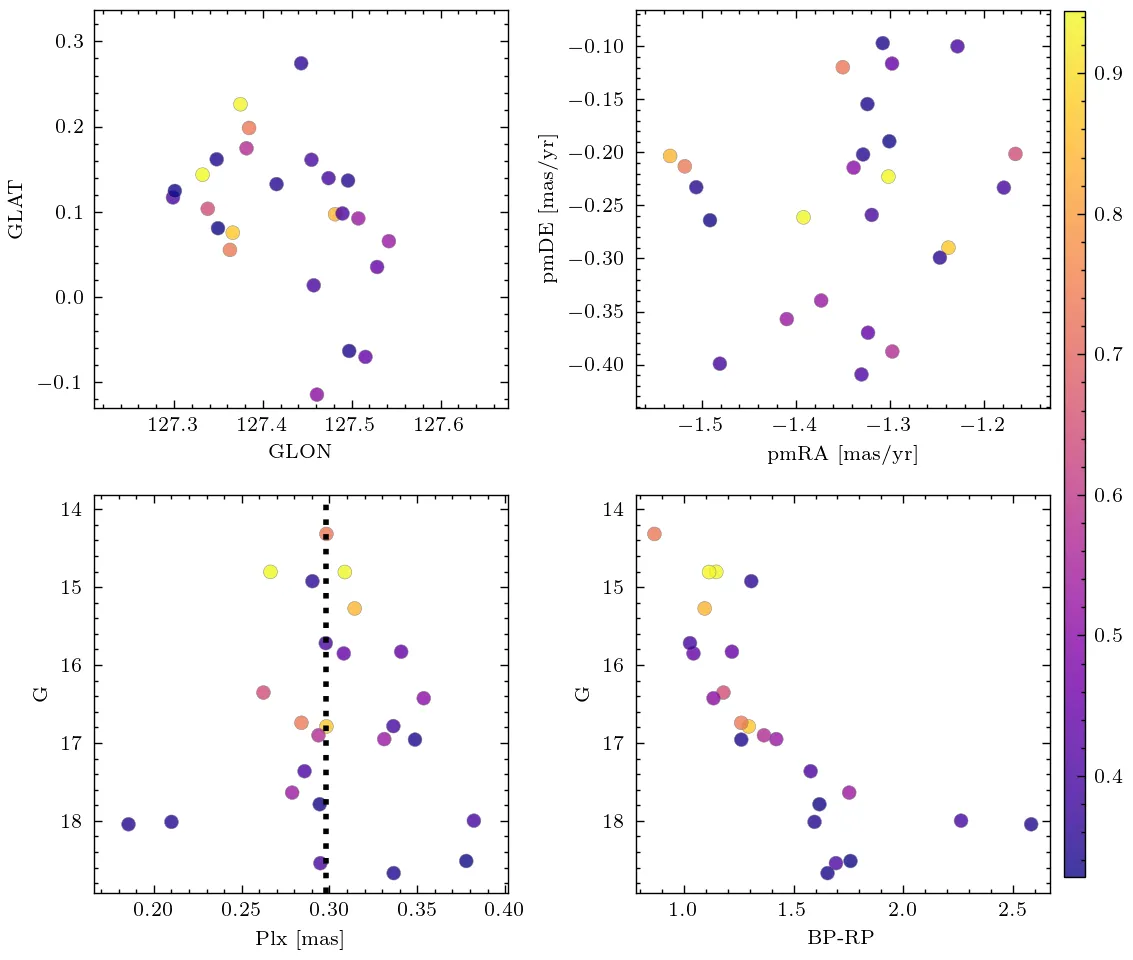 0.3
0.2
0.1
0.0
−0.1
GLAT
127.3 127.4 127.5 127.6
GLON
−0.10
−0.15
−0.20
−0.25
−0.30
−0.35
−0.40
pmDE [mas/yr]
−1.5 −1.4 −1.3 −1.2
pmRA [mas/yr]
14
15
16
17
18
G
0.20 0.25 0.30 0.35 0.40
Plx [mas]
14
15
16
17
18
G
1.0 1.5 2.0 2.5
BP-RP
0.9
0.8
0.7
0.6
0.5
0.4